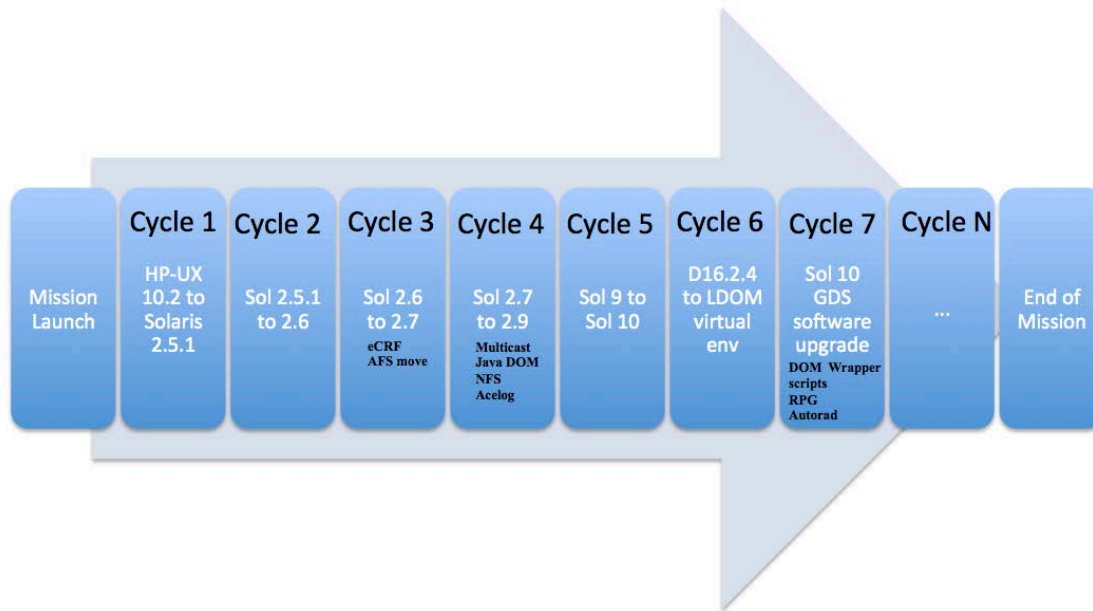 Mission
Launch
Cycle 1
HP-UX
10.2 to
Solaris
2.5.1
Cycle 2
Sol 2.5.1
to 2.6
Cycle 3
Sol 2.6
to 2.7
eCRF
AFS move
Cycle 4
Sol 2.7
to 2.9
Multicast
Java DOM
NFS
Acelog
Cycle 5
Sol 9 to
Sol 10
Cycle 6
D16.2.4
to LDOM
virtual
env
Cycle 7
Sol 10
GDS
software
upgrade
DOM Wrapper
scripts
RPG
Autorad
Cycle N
...
End of
Mission